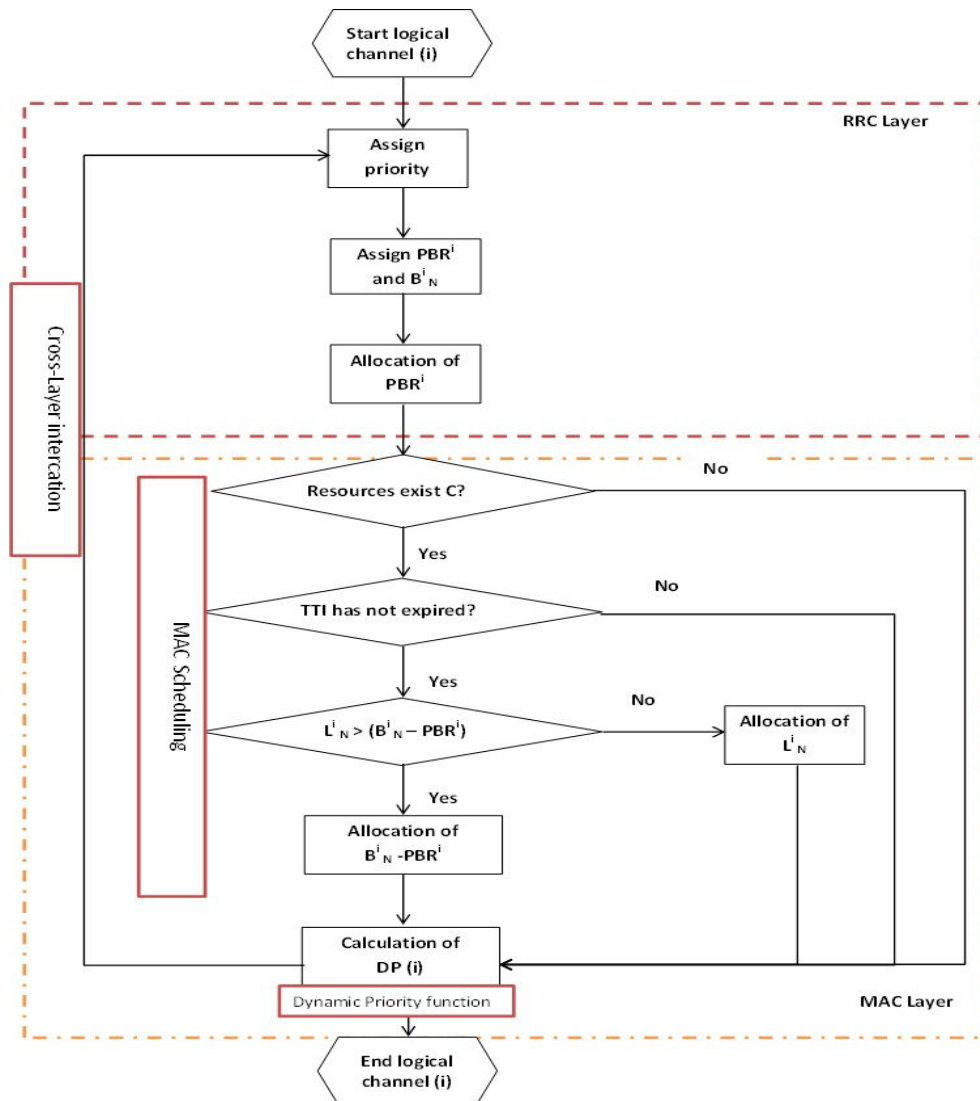 Start logical
channel (i)
RRC Layer
Assign
priority
Assign PBRⁱ
and Bⁱ_N
Allocation of
PBRⁱ
Cross-Layer intercation
Resources exist C?
No
Yes
TTI has not expired?
No
Yes
MAC Scheduling
Lⁱ_N > (Bⁱ_N – PBRⁱ)
No
Allocation of
Lⁱ_N
Yes
Allocation of
Bⁱ_N -PBRⁱ
Calculation of
DP (i)
Dynamic Priority function
MAC Layer
End logical
channel (i)